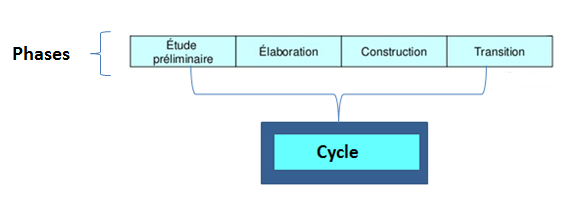 Phases
Étude
préliminaire
Élaboration
Construction
Transition
Cycle